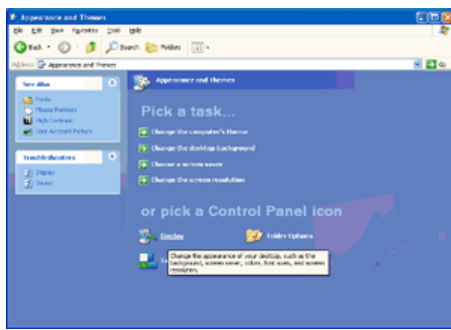 Appearance and Themes
File Edit View Favorites Tools Help
Back Search Folders
Address Appearance and Themes Go
See Also
Fonts
Mouse Pointers
High Contrast
User Account Picture
Troubleshooters
Display
Sound
Appearance and Themes
Pick a task...
Change the computer's theme
Change the desktop background
Choose a screen saver
Change the screen resolution
or pick a Control Panel icon
Display Folder Options
Change the appearance of your desktop, such as the
background, screen saver, colors, font sizes, and screen
resolution.